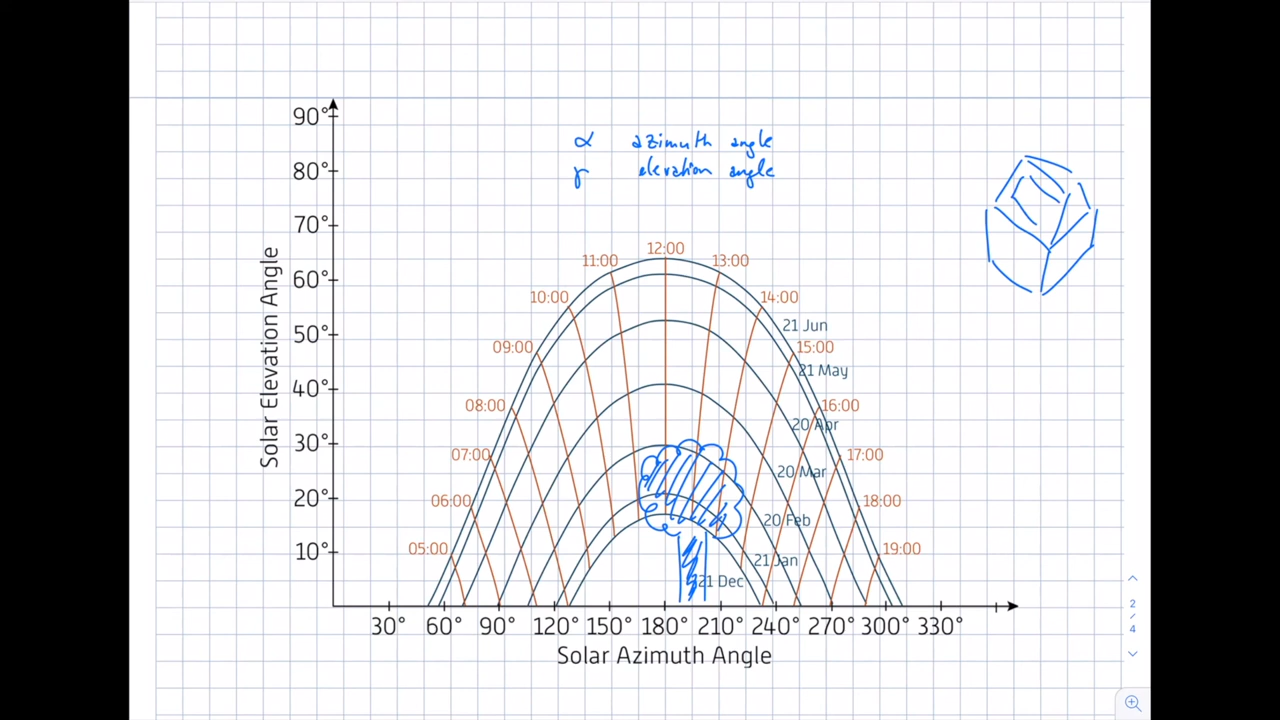 90°
α azimuth angle
80°
γ elevation angle
70°
12:00
11:00 13:00
60°
10:00 14:00
50°
21 Jun
09:00 15:00
21 May
40°
08:00 16:00
20 Apr
30°
07:00 17:00
20 Mar
20°
06:00 18:00
20 Feb
10°
05:00 19:00
21 Jan
21 Dec
Solar Elevation Angle
30° 60° 90° 120° 150° 180° 210° 240° 270° 300° 330°
Solar Azimuth Angle
2
/
4